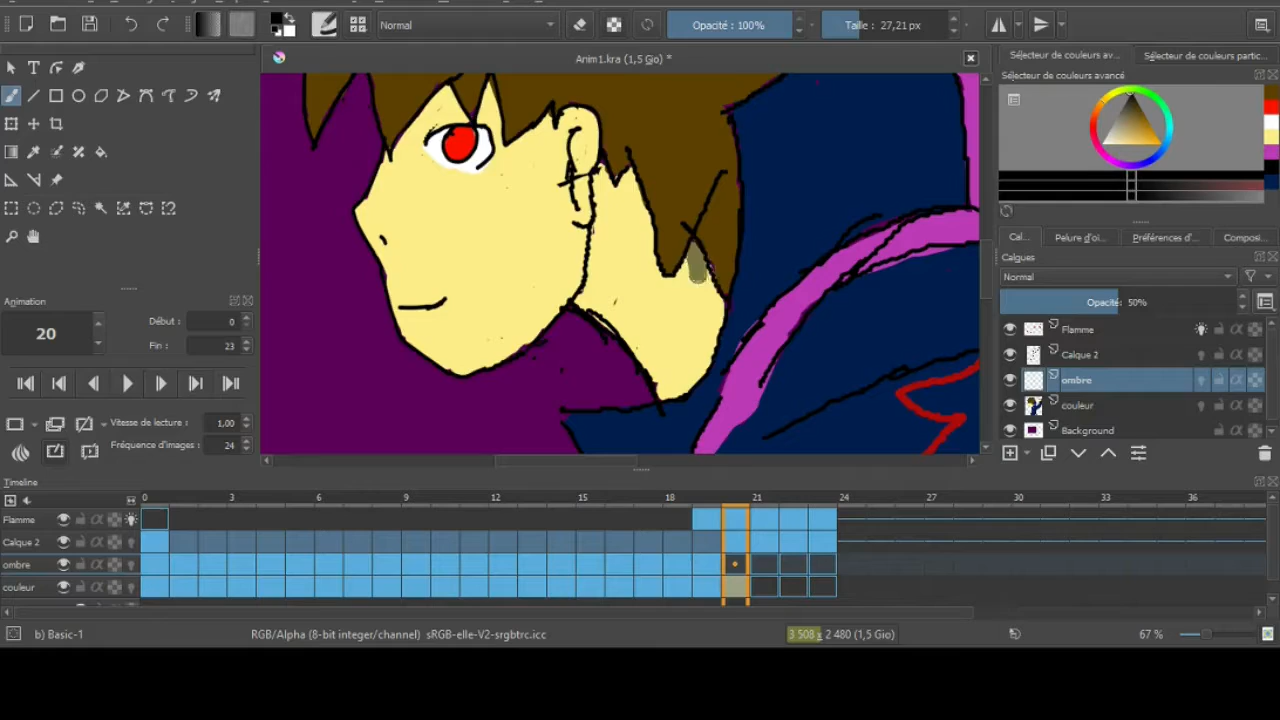 Normal
Opacité : 100%
Taille : 27,21 px
Anim1.kra (1,5 Gio) *
Sélecteur de couleurs av...
Sélecteur de couleurs partic...
Sélecteur de couleurs avancé
Cal...
Pelure d'oi...
Préférences d'...
Composi...
Calques
Normal
Opacité: 50%
Flamme
Calque 2
ombre
couleur
Background
Animation
20
Début :
0
Fin :
23
Vitesse de lecture :
1,00
Fréquence d'images :
24
Timeline
0 3 6 9 12 15 18 21 24 27 30 33 36
Flamme
Calque 2
ombre
couleur
b) Basic-1
RGB/Alpha (8-bit integer/channel) sRGB-elle-V2-srgbtrc.icc
3 508 x 2 480 (1,5 Gio)
67 %